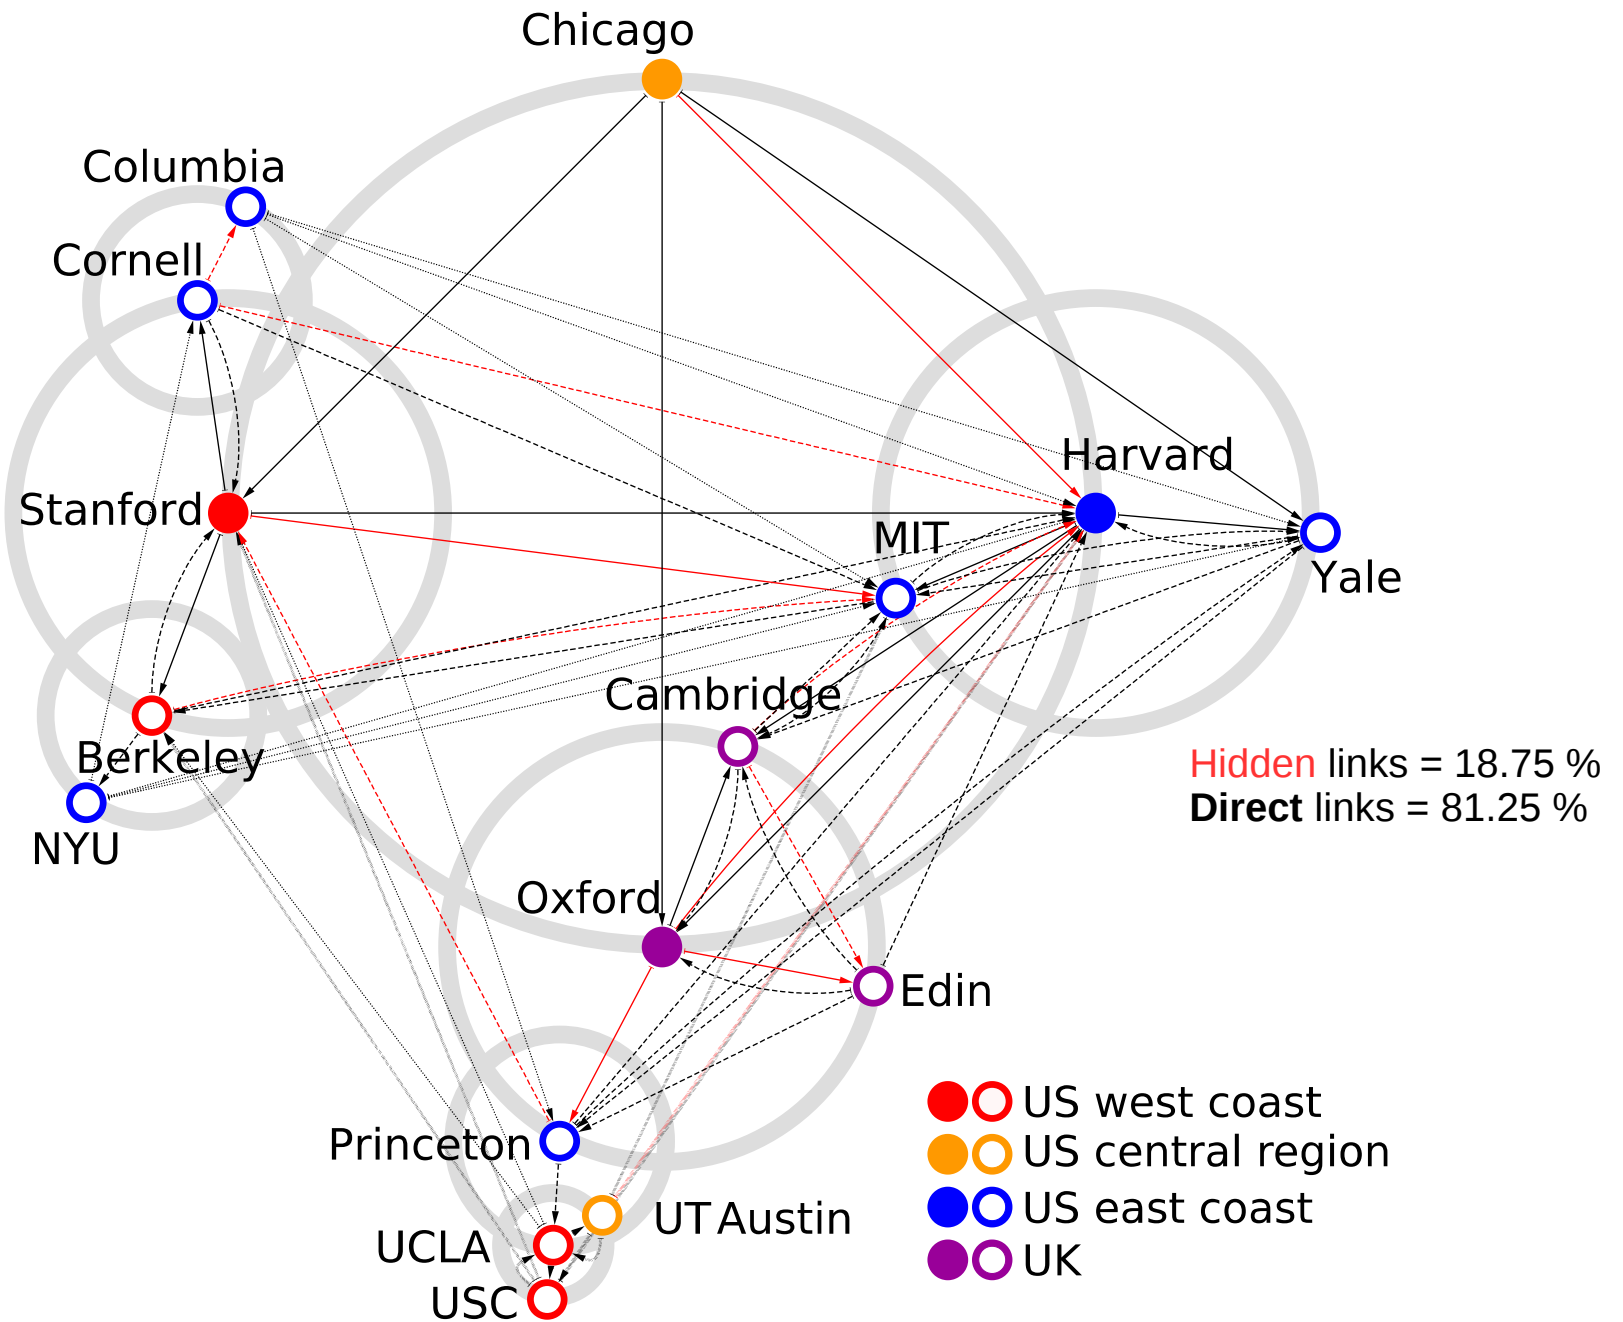 Chicago
Columbia
Cornell
Harvard
Stanford
MIT
Yale
Cambridge
Berkeley
Hidden links = 18.75 %
Direct links = 81.25 %
NYU
Oxford
Edin
US west coast
Princeton
US central region
US east coast
UT Austin
UCLA
UK
USC